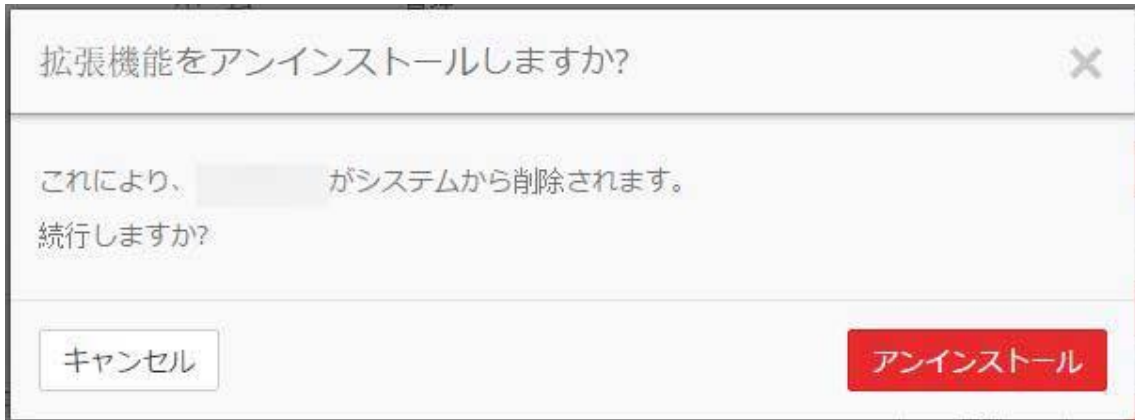 拡張機能をアンインストールしますか?
これにより、 がシステムから削除されます。
続行しますか?
キャンセル
アンインストール